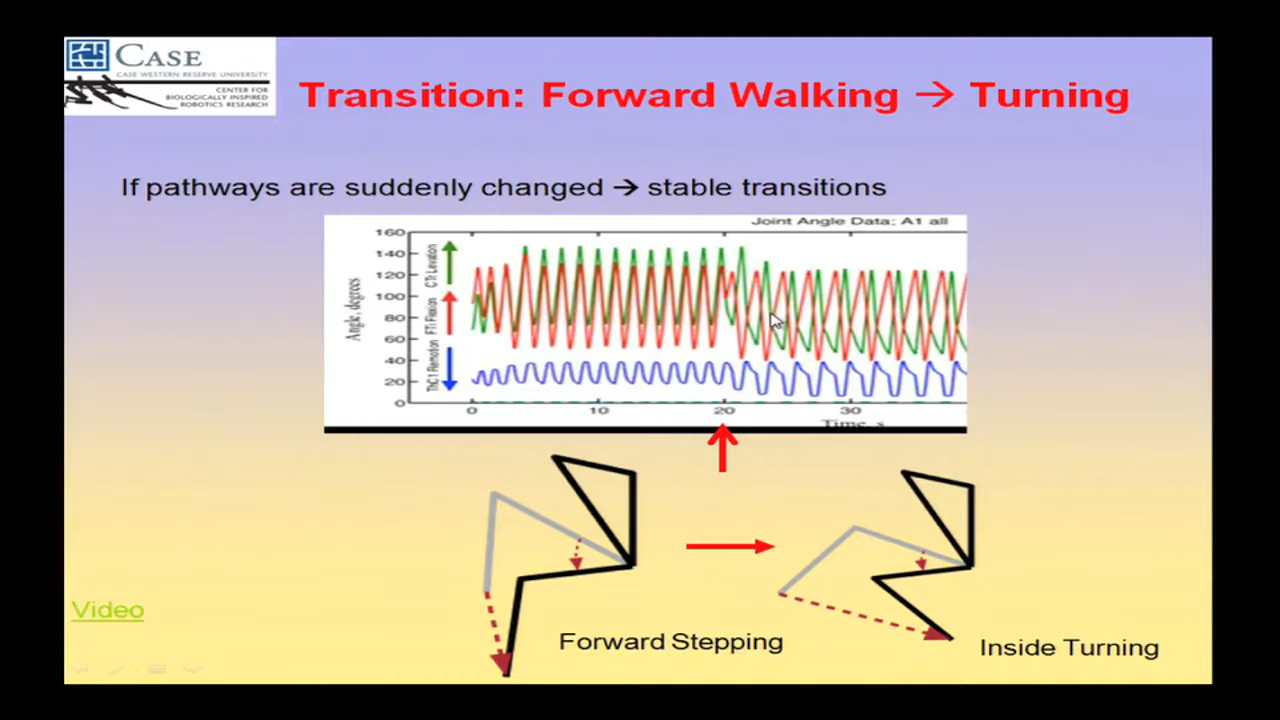 CASE
CASE WESTERN RESERVE UNIVERSITY
CENTER FOR
BIOLOGICALLY INSPIRED
ROBOTICS RESEARCH
Transition: Forward Walking → Turning
If pathways are suddenly changed → stable transitions
Joint Angle Data; A1 all
Angle, degrees
ThC1 Remotion FTi Flexion CTr Levation
160
140
120
100
80
60
40
20
0
0 10 20 30
Time, s
Video
Forward Stepping
Inside Turning